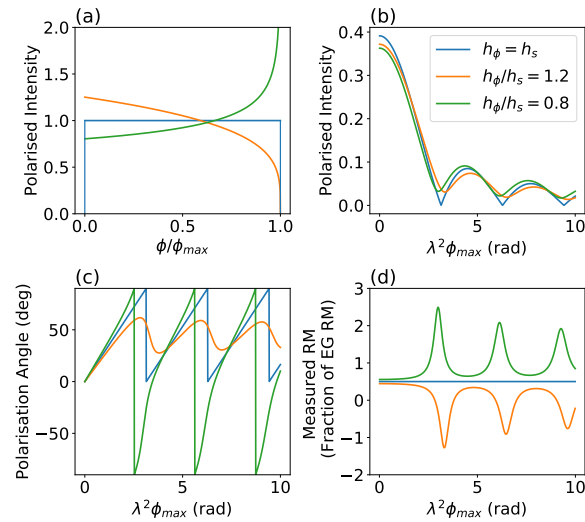 (a)
Polarised Intensity
2.0
1.5
1.0
0.5
0.0
0.0
0.5
1.0
ϕ/ϕmax
(b)
Polarised Intensity
0.4
0.3
0.2
0.1
0.0
hϕ = hs
hϕ/hs = 1.2
hϕ/hs = 0.8
0
5
10
λ²ϕmax (rad)
(c)
Polarisation Angle (deg)
50
0
−50
0
5
10
λ²ϕmax (rad)
(d)
Measured RM
(Fraction of EG RM)
3
2
1
0
−1
−2
0
5
10
λ²ϕmax (rad)